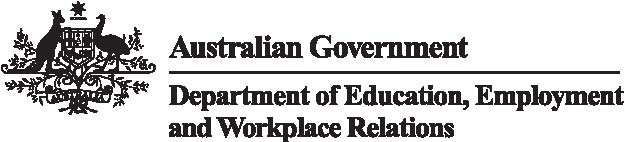 Australian Government
Department of Education, Employment
and Workplace Relations